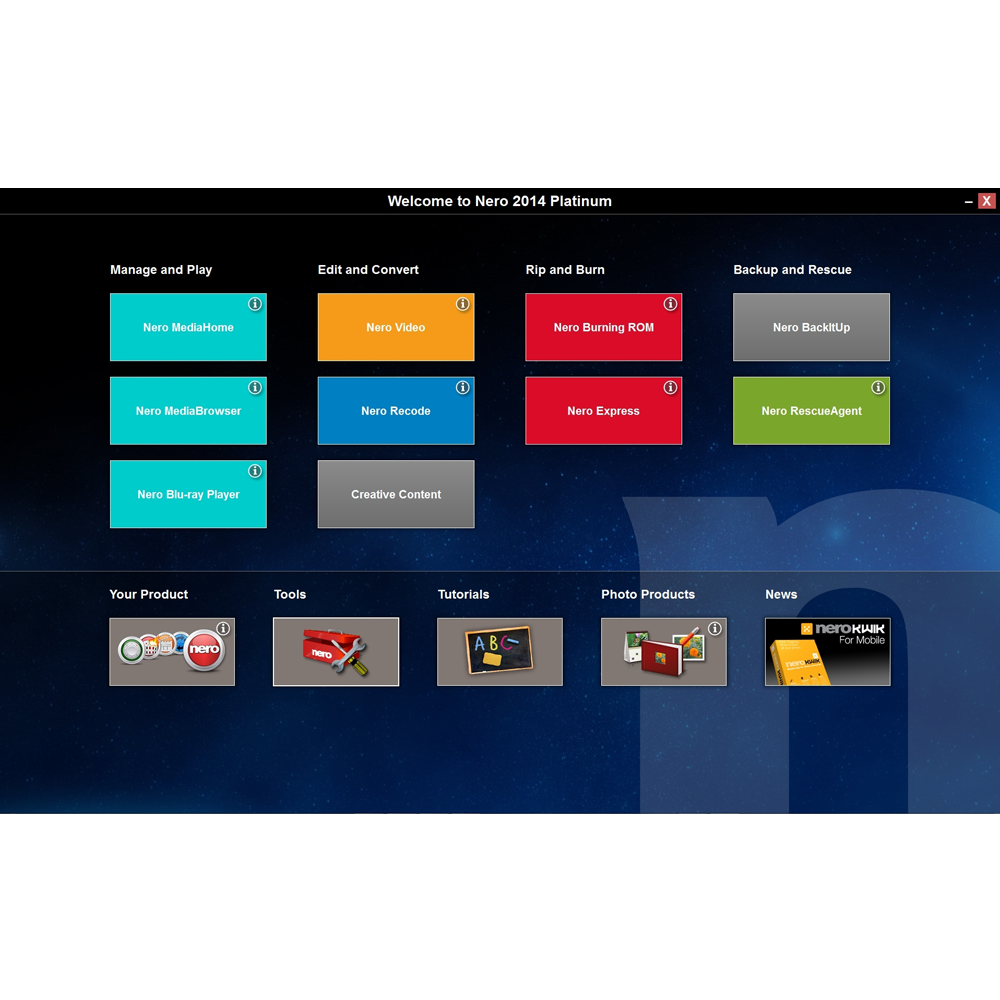 Welcome to Nero 2014 Platinum
– X
Manage and Play
Edit and Convert
Rip and Burn
Backup and Rescue
Nero MediaHome
Nero Video
Nero Burning ROM
Nero BackItUp
Nero MediaBrowser
Nero Recode
Nero Express
Nero RescueAgent
Nero Blu-ray Player
Creative Content
Your Product
Tools
Tutorials
Photo Products
News
nero
nero
A B C
nero KWIK
For Mobile
nero KWIK
n